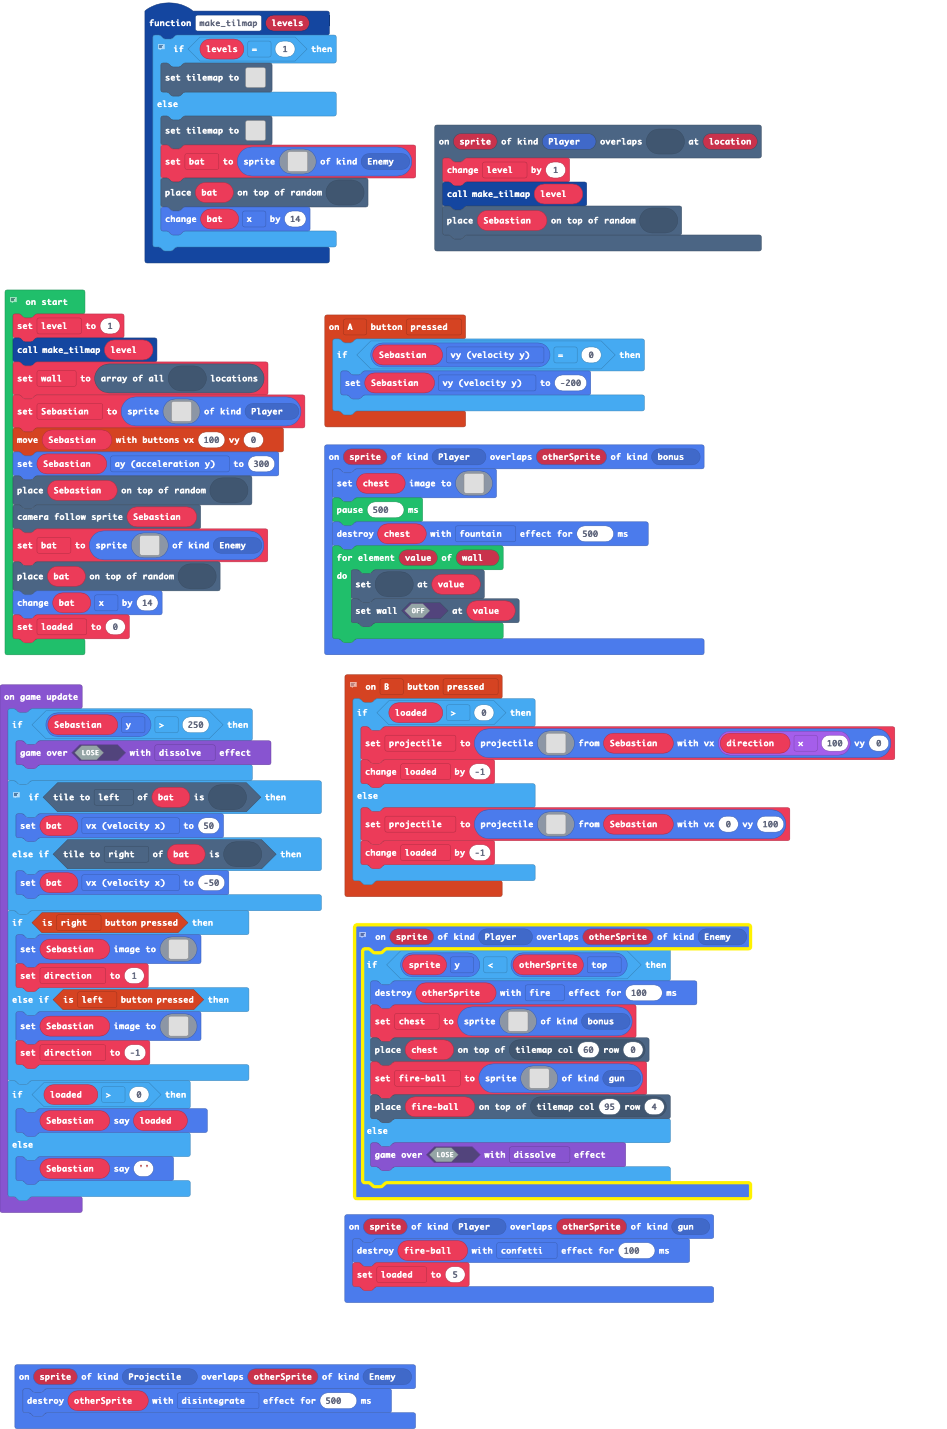 function make_tilmap levels
if levels = 1 then
set tilemap to
else
set tilemap to
set bat to sprite of kind Enemy
place bat on top of random
change bat x by 14
on sprite of kind Player overlaps at location
change level by 1
call make_tilmap level
place Sebastian on top of random
on start
set level to 1
call make_tilmap level
set wall to array of all locations
set Sebastian to sprite of kind Player
move Sebastian with buttons vx 100 vy 0
set Sebastian ay (acceleration y) to 300
place Sebastian on top of random
camera follow sprite Sebastian
set bat to sprite of kind Enemy
place bat on top of random
change bat x by 14
set loaded to 0
on A button pressed
if Sebastian vy (velocity y) = 0 then
set Sebastian vy (velocity y) to -200
on sprite of kind Player overlaps otherSprite of kind bonus
set chest image to
pause 500 ms
destroy chest with fountain effect for 500 ms
for element value of wall
do set at value
set wall OFF at value
on game update
if Sebastian y > 250 then
game over LOSE with dissolve effect
if tile to left of bat is then
set bat vx (velocity x) to 50
else if tile to right of bat is then
set bat vx (velocity x) to -50
if is right button pressed then
set Sebastian image to
set direction to 1
else if is left button pressed then
set Sebastian image to
set direction to -1
if loaded > 0 then
Sebastian say loaded
else
Sebastian say " "
on B button pressed
if loaded > 0 then
set projectile to projectile from Sebastian with vx direction × 100 vy 0
change loaded by -1
else
set projectile to projectile from Sebastian with vx 0 vy 100
change loaded by -1
on sprite of kind Player overlaps otherSprite of kind Enemy
if sprite y < otherSprite top then
destroy otherSprite with fire effect for 100 ms
set chest to sprite of kind bonus
place chest on top of tilemap col 60 row 0
set fire-ball to sprite of kind gun
place fire-ball on top of tilemap col 95 row 4
else
game over LOSE with dissolve effect
on sprite of kind Player overlaps otherSprite of kind gun
destroy fire-ball with confetti effect for 100 ms
set loaded to 5
on sprite of kind Projectile overlaps otherSprite of kind Enemy
destroy otherSprite with disintegrate effect for 500 ms